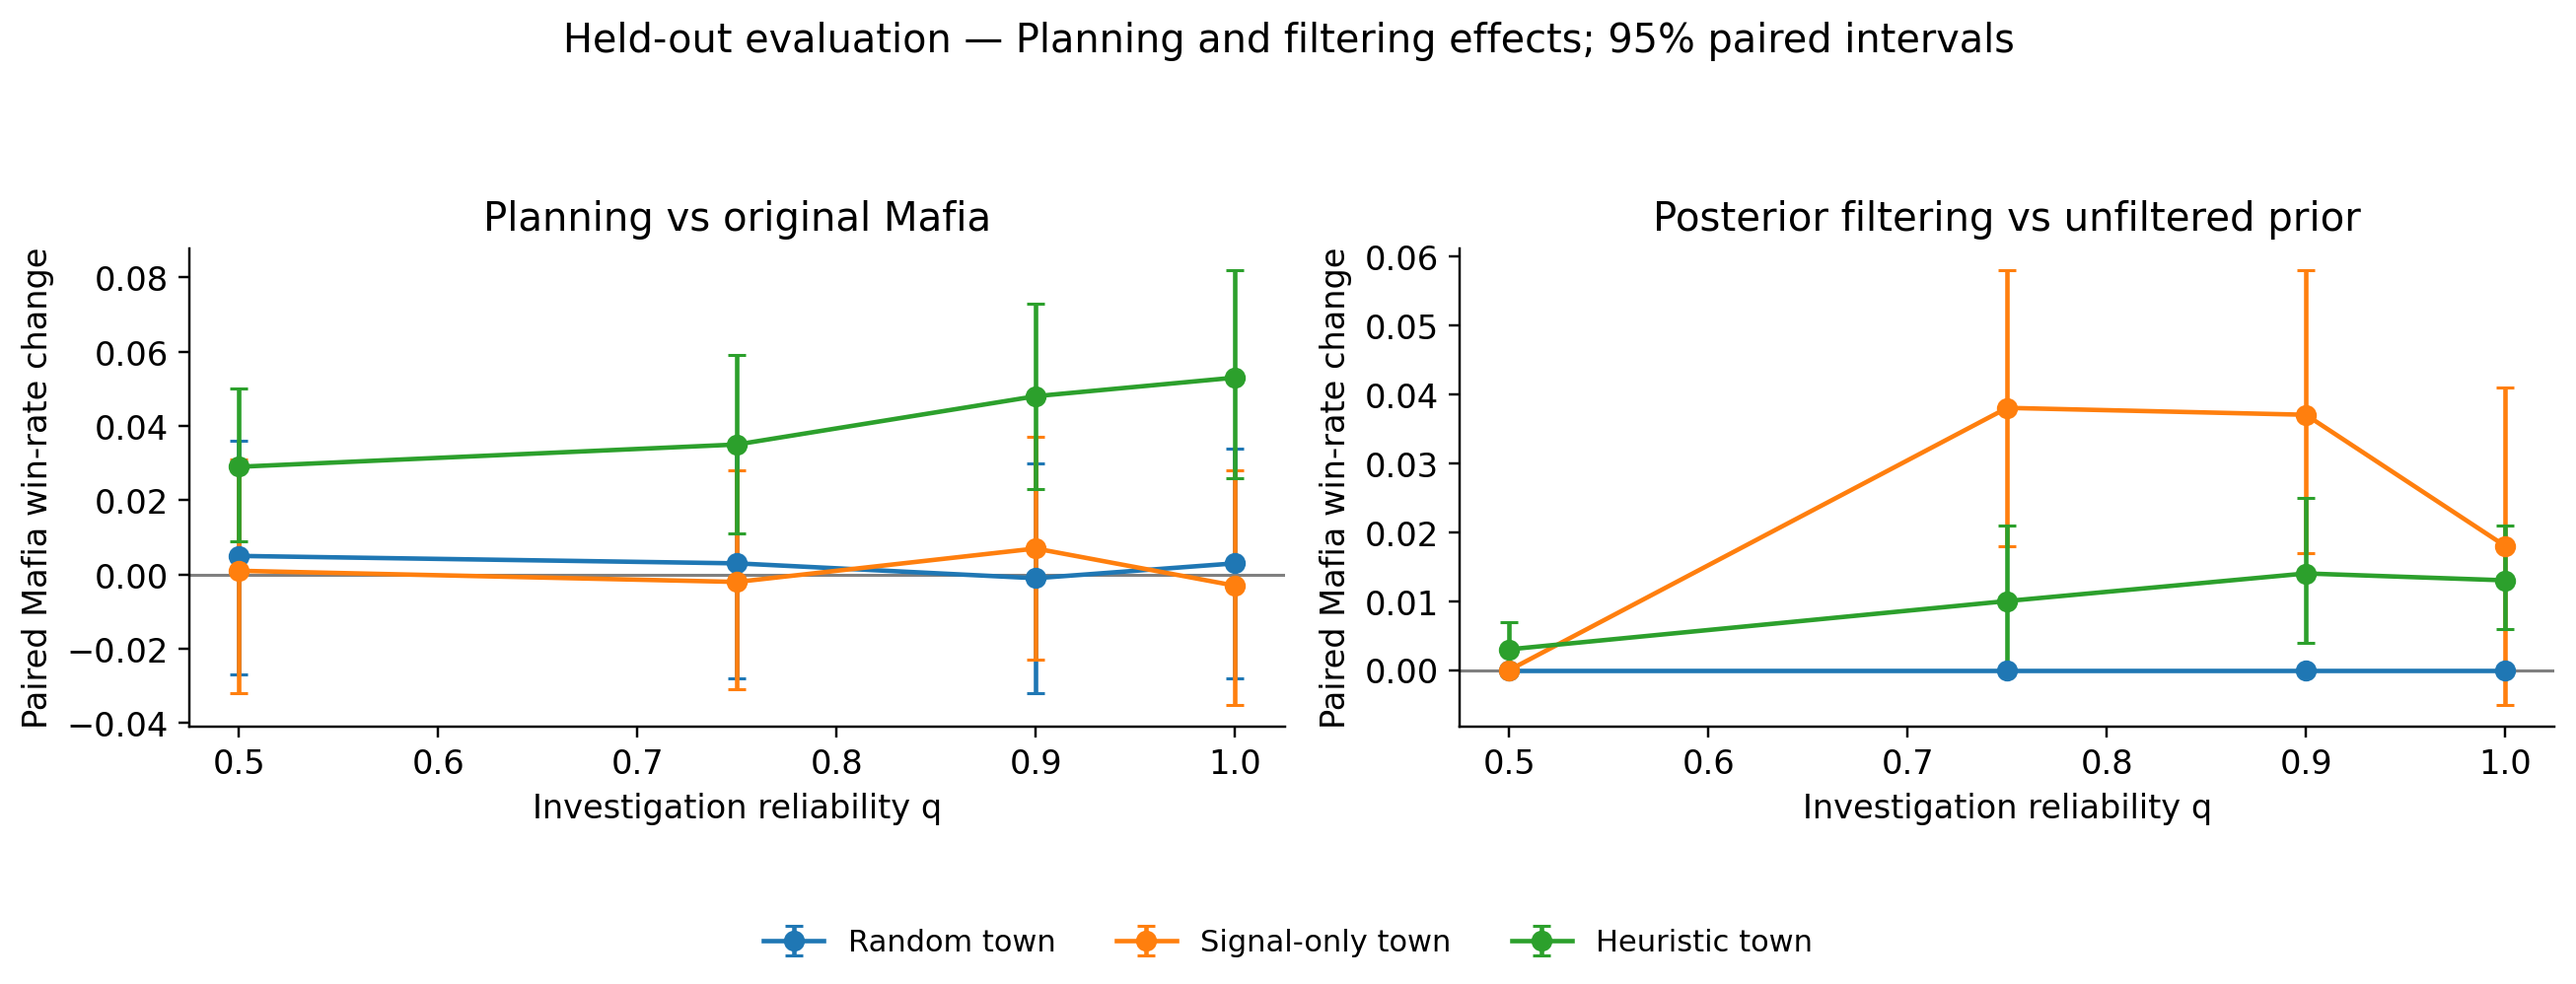 Held-out evaluation — Planning and filtering effects; 95% paired intervals
Planning vs original Mafia
Paired Mafia win-rate change
0.08
0.06
0.04
0.02
0.00
−0.02
−0.04
0.5 0.6 0.7 0.8 0.9 1.0
Investigation reliability q
Posterior filtering vs unfiltered prior
Paired Mafia win-rate change
0.06
0.05
0.04
0.03
0.02
0.01
0.00
0.5 0.6 0.7 0.8 0.9 1.0
Investigation reliability q
Random town Signal-only town Heuristic town